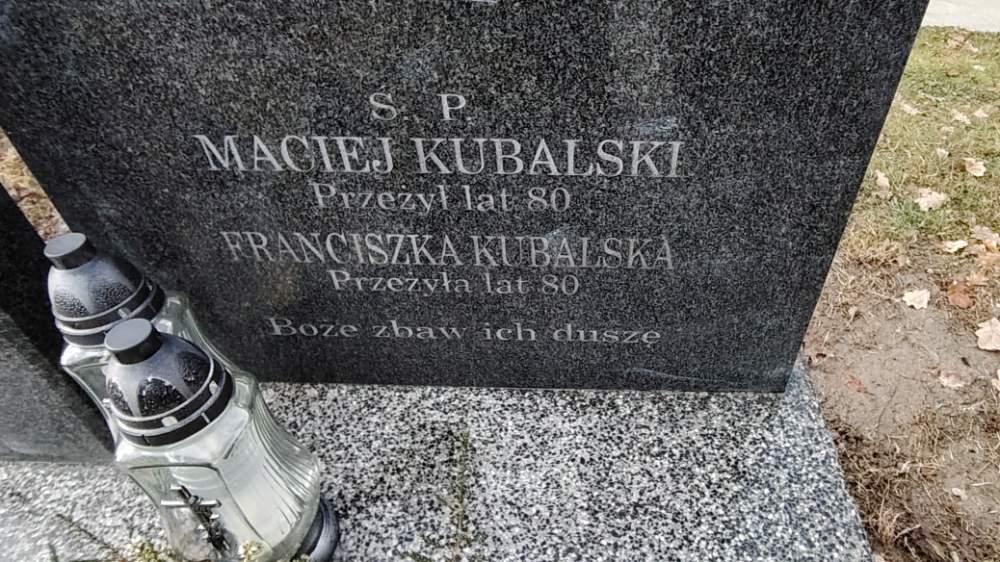 S. P.
MACIEJ KUBALSKI
Przeżył lat 80
FRANCISZKA KUBALSKA
Przeżyła lat 80
Boże zbaw ich dusze